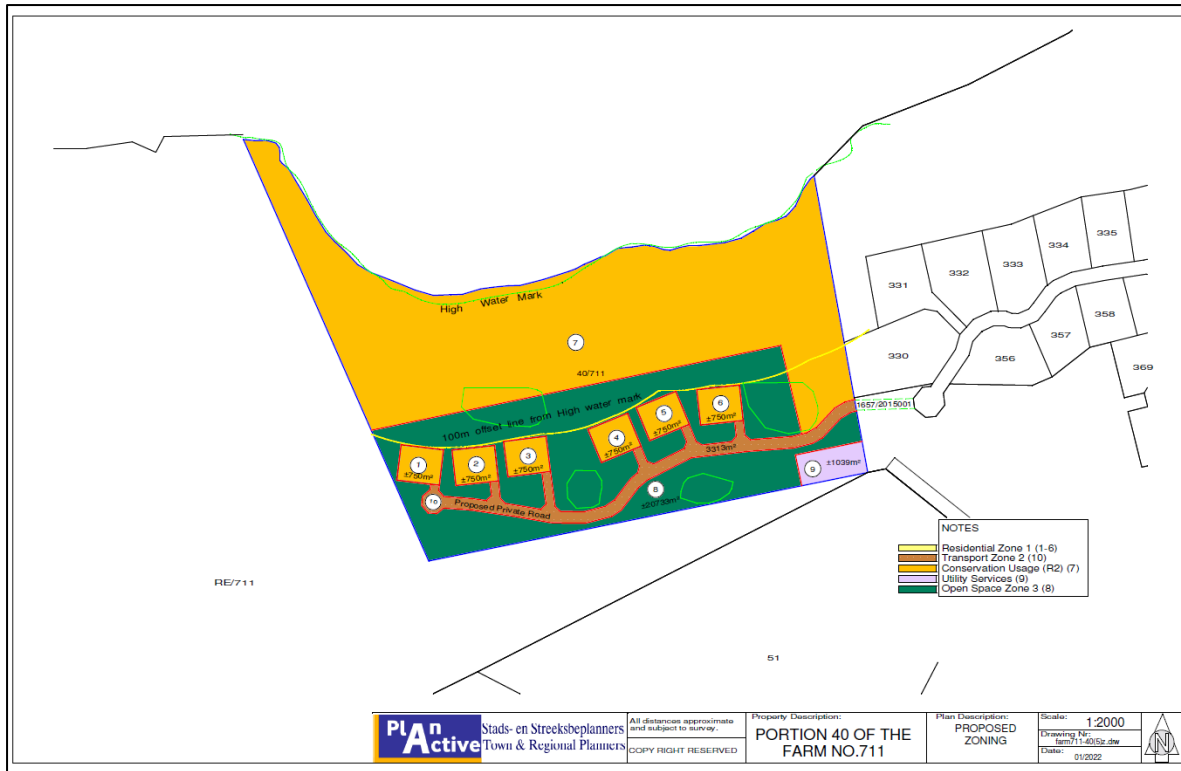 335
334
333
332
331
High Water Mark
358
357
7
330
356
369
40/711
1657/2015001
100m offset line from High water mark
6
±750m²
5
±750m²
4
±750m²
3
±750m²
2
±750m²
1
±750m²
3313m²
±1039m²
9
8
±20733m²
10
Proposed Private Road
NOTES
Residential Zone 1 (1-6)
Transport Zone 2 (10)
Conservation Usage (R2) (7)
Utility Services (9)
Open Space Zone 3 (8)
RE/711
51
PlAn
Active
Stads- en Streeksbeplanners
Town & Regional Planners
All distances approximate
and subject to survey.
COPY RIGHT RESERVED
Property Description:
PORTION 40 OF THE
FARM NO.711
Plan Description:
PROPOSED
ZONING
Scale: 1:2000
Drawing Nr:
farm711-40(5)z.drw
Date:
01/2022
N